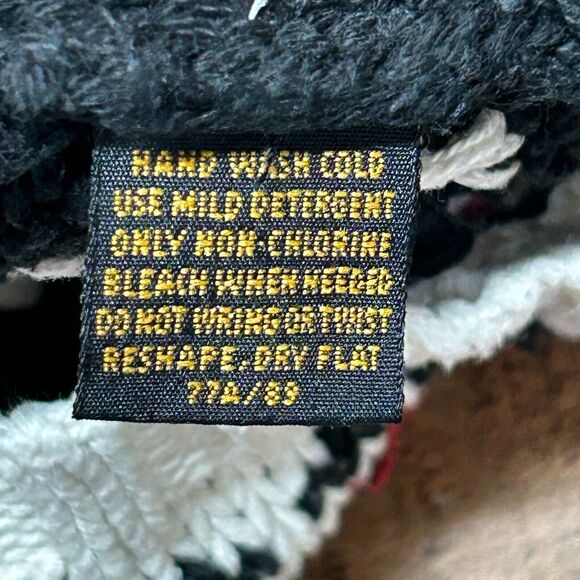 HAND WASH COLD
USE MILD DETERGENT
ONLY NON-CHLORINE
BLEACH WHEN NEEDED
DO NOT WRING OR TWIST
RESHAPE. DRY FLAT
77A/89